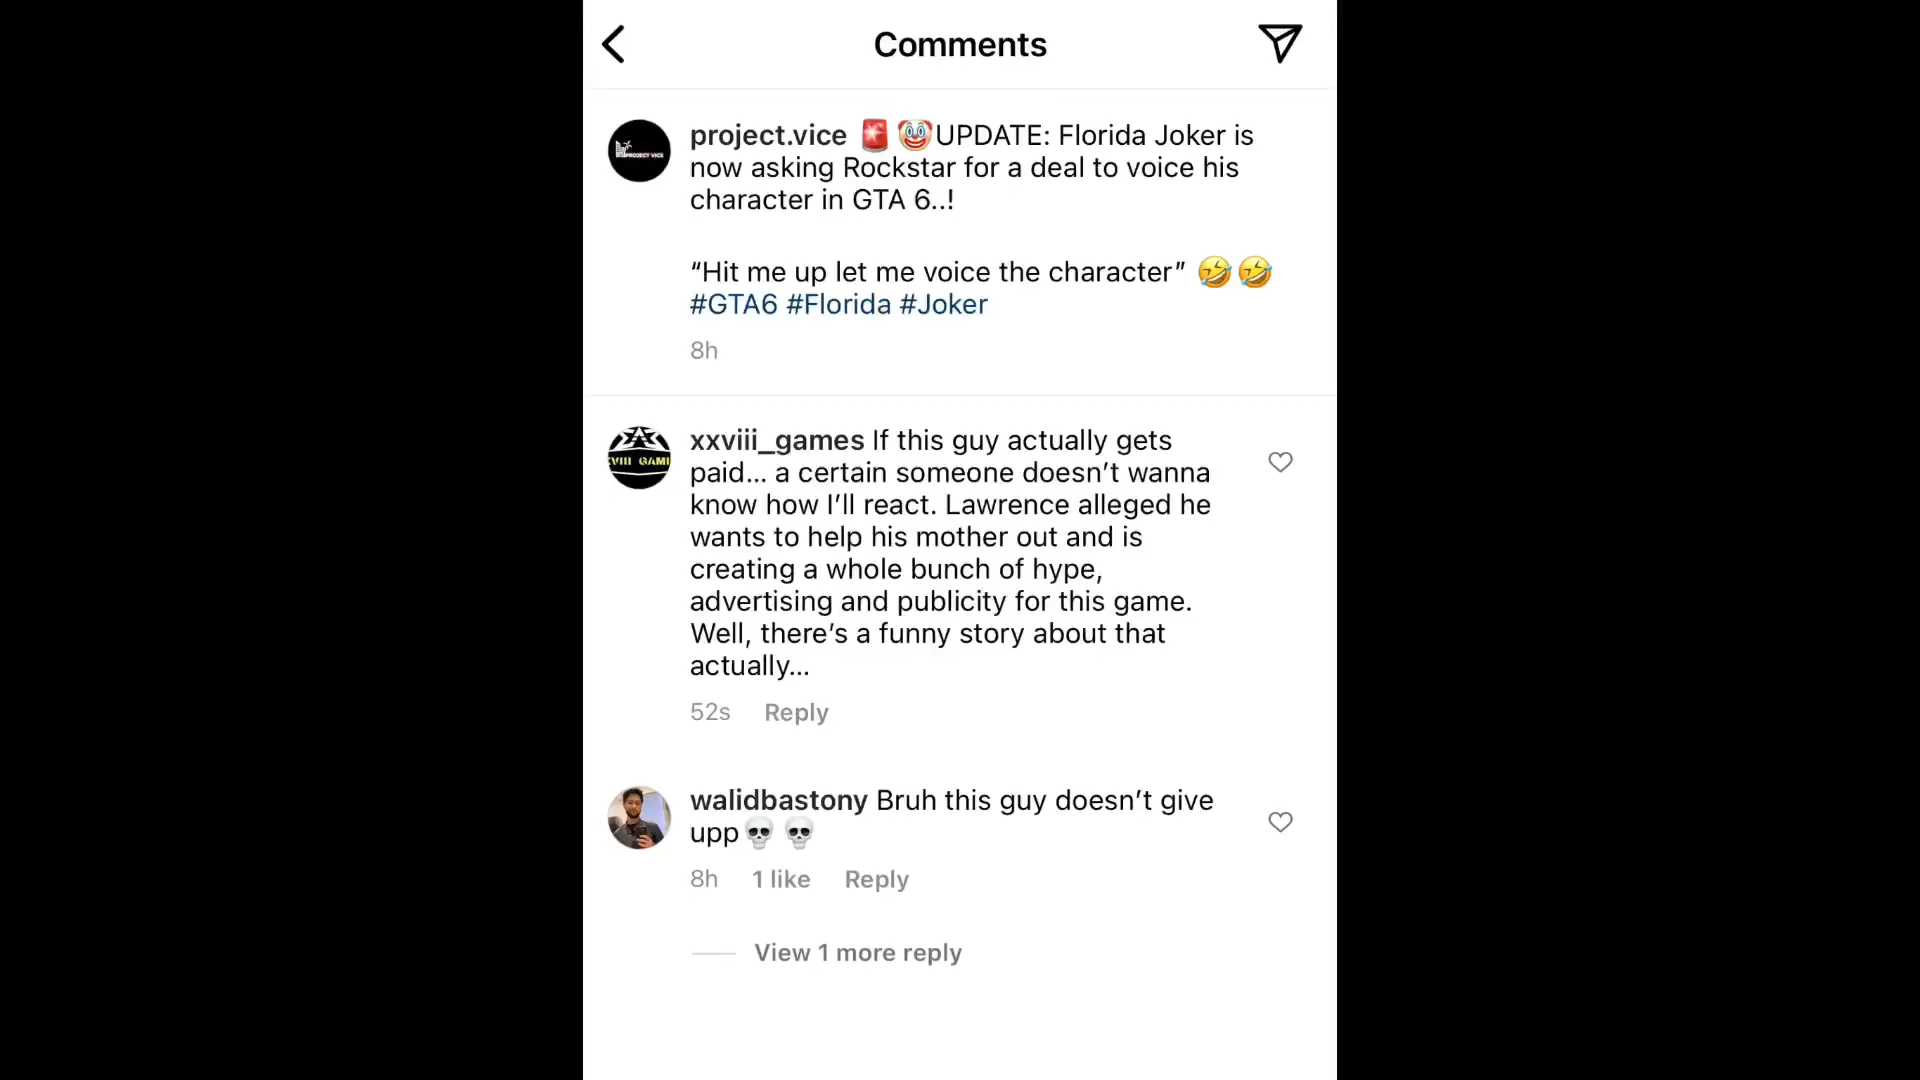 Comments
project.vice 🚨🤡UPDATE: Florida Joker is
now asking Rockstar for a deal to voice his
character in GTA 6..!
“Hit me up let me voice the character” 🤣🤣
#GTA6 #Florida #Joker
8h
xxviii_games If this guy actually gets
paid... a certain someone doesn’t wanna
know how I’ll react. Lawrence alleged he
wants to help his mother out and is
creating a whole bunch of hype,
advertising and publicity for this game.
Well, there’s a funny story about that
actually...
52s Reply
walidbastony Bruh this guy doesn’t give
upp💀💀
8h 1 like Reply
View 1 more reply